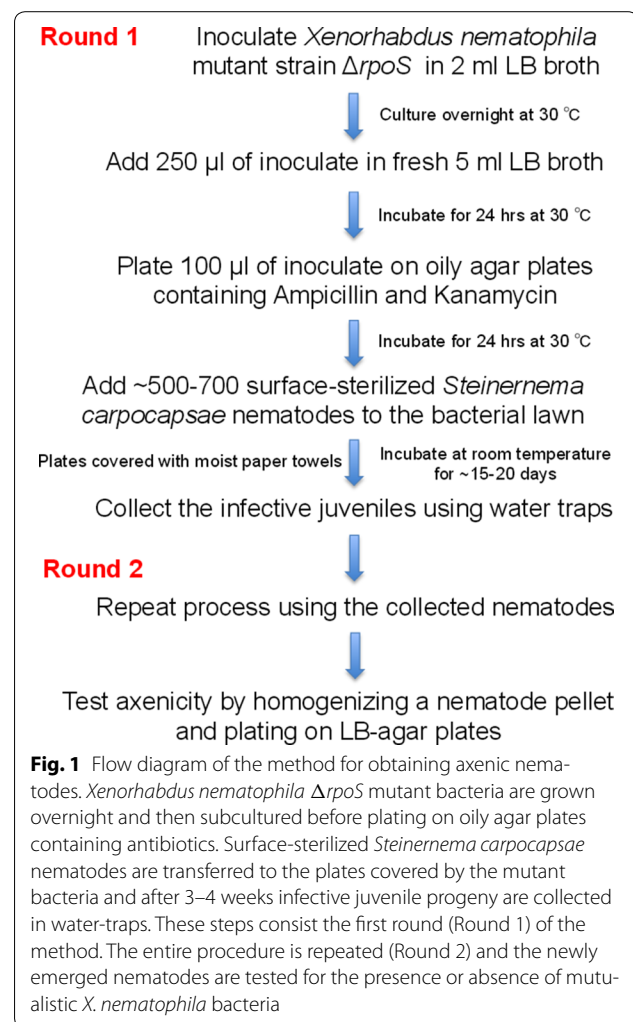 Round 1
Inoculate Xenorhabdus nematophila
mutant strain ΔrpoS in 2 ml LB broth
Culture overnight at 30 °C
Add 250 µl of inoculate in fresh 5 ml LB broth
Incubate for 24 hrs at 30 °C
Plate 100 µl of inoculate on oily agar plates
containing Ampicillin and Kanamycin
Incubate for 24 hrs at 30 °C
Add ~500-700 surface-sterilized Steinernema
carpocapsae nematodes to the bacterial lawn
Plates covered with moist paper towels
Incubate at room temperature
for ~15-20 days
Collect the infective juveniles using water traps
Round 2
Repeat process using the collected nematodes
Test axenicity by homogenizing a nematode pellet
and plating on LB-agar plates
Fig. 1 Flow diagram of the method for obtaining axenic nema-
todes. Xenorhabdus nematophila ΔrpoS mutant bacteria are grown
overnight and then subcultured before plating on oily agar plates
containing antibiotics. Surface-sterilized Steinernema carpocapsae
nematodes are transferred to the plates covered by the mutant
bacteria and after 3–4 weeks infective juvenile progeny are collected
in water-traps. These steps consist the first round (Round 1) of the
method. The entire procedure is repeated (Round 2) and the newly
emerged nematodes are tested for the presence or absence of mutu-
alistic X. nematophila bacteria